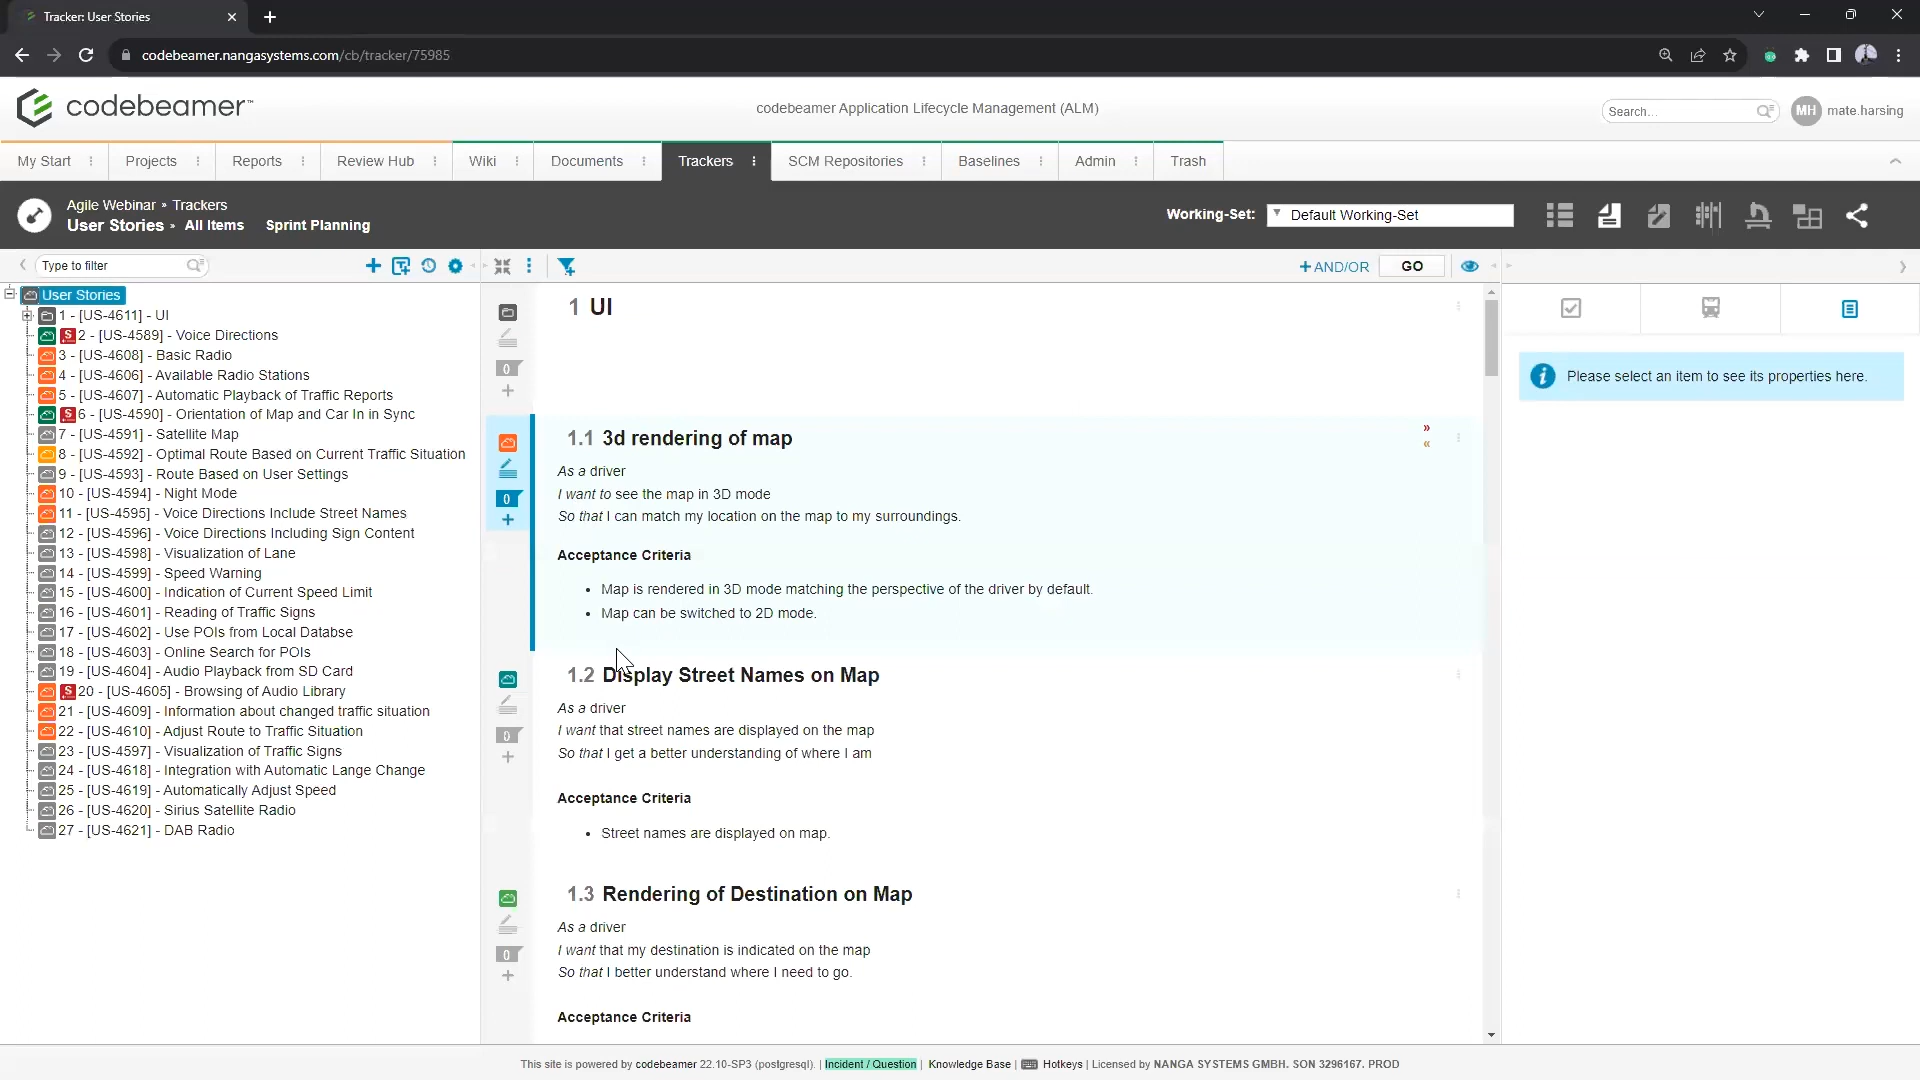 Tracker: User Stories
codebeamer.nangasystems.com/cb/tracker/75985
codebeamer™
codebeamer Application Lifecycle Management (ALM)
Search...
MH mate.harsing
My Start Projects Reports Review Hub Wiki Documents Trackers SCM Repositories Baselines Admin Trash
Agile Webinar » Trackers
User Stories » All Items Sprint Planning
Working-Set: Default Working-Set
Type to filter
+ AND/OR GO
User Stories
1 - [US-4611] - UI
S 2 - [US-4589] - Voice Directions
3 - [US-4608] - Basic Radio
4 - [US-4606] - Available Radio Stations
5 - [US-4607] - Automatic Playback of Traffic Reports
S 6 - [US-4590] - Orientation of Map and Car In in Sync
7 - [US-4591] - Satellite Map
8 - [US-4592] - Optimal Route Based on Current Traffic Situation
9 - [US-4593] - Route Based on User Settings
10 - [US-4594] - Night Mode
11 - [US-4595] - Voice Directions Include Street Names
12 - [US-4596] - Voice Directions Including Sign Content
13 - [US-4598] - Visualization of Lane
14 - [US-4599] - Speed Warning
15 - [US-4600] - Indication of Current Speed Limit
16 - [US-4601] - Reading of Traffic Signs
17 - [US-4602] - Use POIs from Local Databse
18 - [US-4603] - Online Search for POIs
19 - [US-4604] - Audio Playback from SD Card
S 20 - [US-4605] - Browsing of Audio Library
21 - [US-4609] - Information about changed traffic situation
22 - [US-4610] - Adjust Route to Traffic Situation
23 - [US-4597] - Visualization of Traffic Signs
24 - [US-4618] - Integration with Automatic Lange Change
25 - [US-4619] - Automatically Adjust Speed
26 - [US-4620] - Sirius Satellite Radio
27 - [US-4621] - DAB Radio
1 UI
0
1.1 3d rendering of map
As a driver
I want to see the map in 3D mode
0
So that I can match my location on the map to my surroundings.
Acceptance Criteria
• Map is rendered in 3D mode matching the perspective of the driver by default.
• Map can be switched to 2D mode.
1.2 Display Street Names on Map
As a driver
I want that street names are displayed on the map
0
So that I get a better understanding of where I am
Acceptance Criteria
• Street names are displayed on map.
1.3 Rendering of Destination on Map
As a driver
I want that my destination is indicated on the map
0
So that I better understand where I need to go.
Acceptance Criteria
Please select an item to see its properties here.
This site is powered by codebeamer 22.10-SP3 (postgresql). | Incident / Question | Knowledge Base | Hotkeys | Licensed by NANGA SYSTEMS GMBH. SON 3296167. PROD